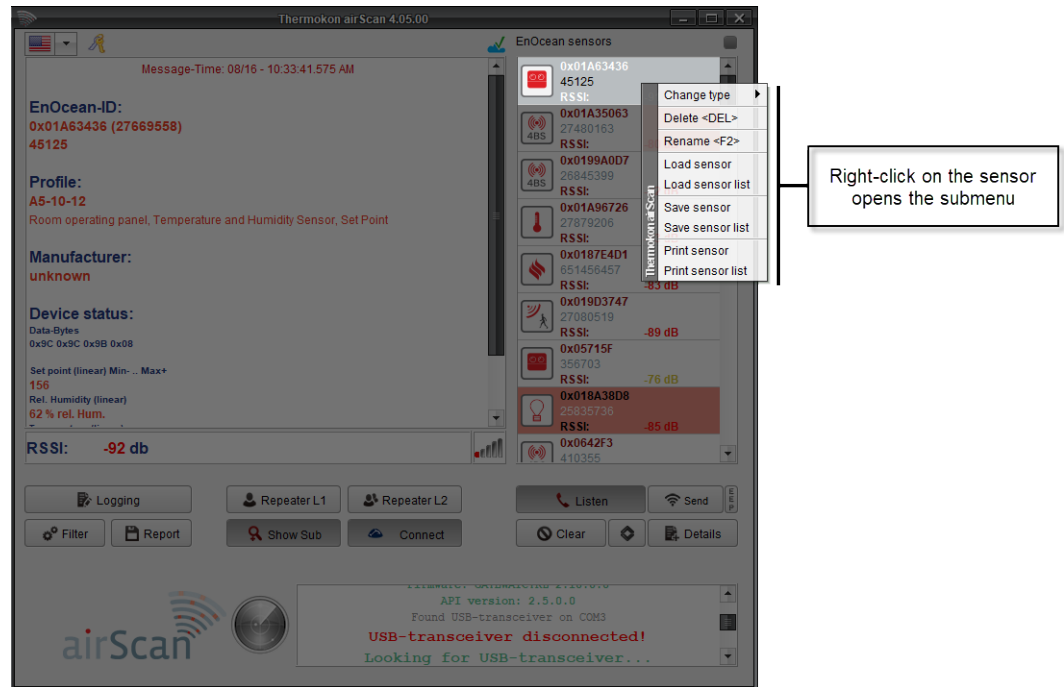 Thermokon airScan 4.05.00
EnOcean sensors
Message-Time: 08/16 - 10:33:41.575 AM
EnOcean-ID:
0x01A63436 (27669558)
45125
Profile:
A5-10-12
Room operating panel, Temperature and Humidity Sensor, Set Point
Manufacturer:
unknown
Device status:
Data-Bytes
0x9C 0x9C 0x9B 0x08
Set point (linear) Min- .. Max+
156
Rel. Humidity (linear)
62 % rel. Hum.
RSSI: -92 db
0x01A63436
45125
RSSI:
4BS
0x01A35063
27480163
RSSI:
4BS
0x0199A0D7
26845399
RSSI:
0x01A96726
27879206
RSSI:
0x0187E4D1
651456457
RSSI: -83 dB
0x019D3747
27080519
RSSI: -89 dB
0x05715F
356703
RSSI: -76 dB
0x018A38D8
25835736
RSSI: -85 dB
0x0642F3
410355
Thermokon airScan
Change type
Delete <DEL>
Rename <F2>
Load sensor
Load sensor list
Save sensor
Save sensor list
Print sensor
Print sensor list
Right-click on the sensor
opens the submenu
Logging
Repeater L1
Repeater L2
Listen
Send
EEP
Filter
Report
Show Sub
Connect
Clear
Details
airScan
API version: 2.5.0.0
Found USB-transceiver on COM3
USB-transceiver disconnected!
Looking for USB-transceiver...